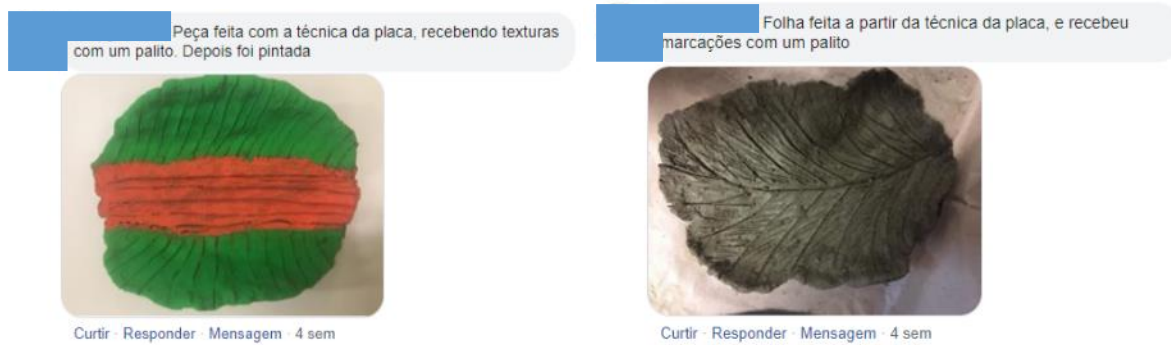 Peça feita com a técnica da placa, recebendo texturas
com um palito. Depois foi pintada
Curtir · Responder · Mensagem · 4 sem
Folha feita a partir da técnica da placa, e recebeu
marcações com um palito
Curtir · Responder · Mensagem · 4 sem